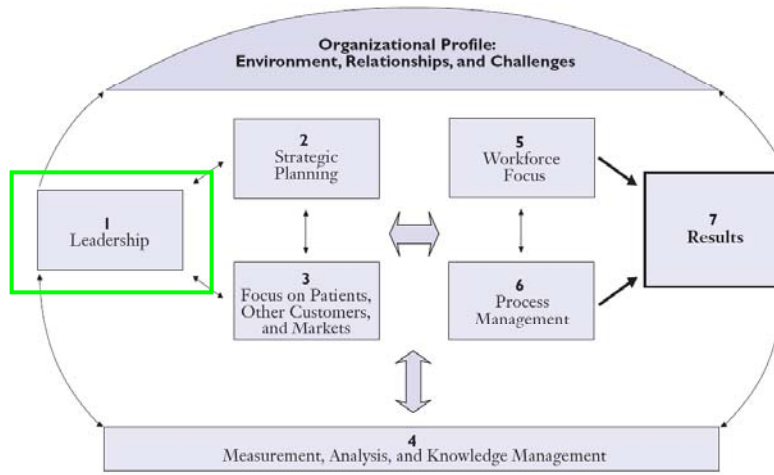 Organizational Profile:
Environment, Relationships, and Challenges
2
Strategic
Planning
5
Workforce
Focus
1
Leadership
7
Results
3
Focus on Patients,
Other Customers,
and Markets
6
Process
Management
4
Measurement, Analysis, and Knowledge Management